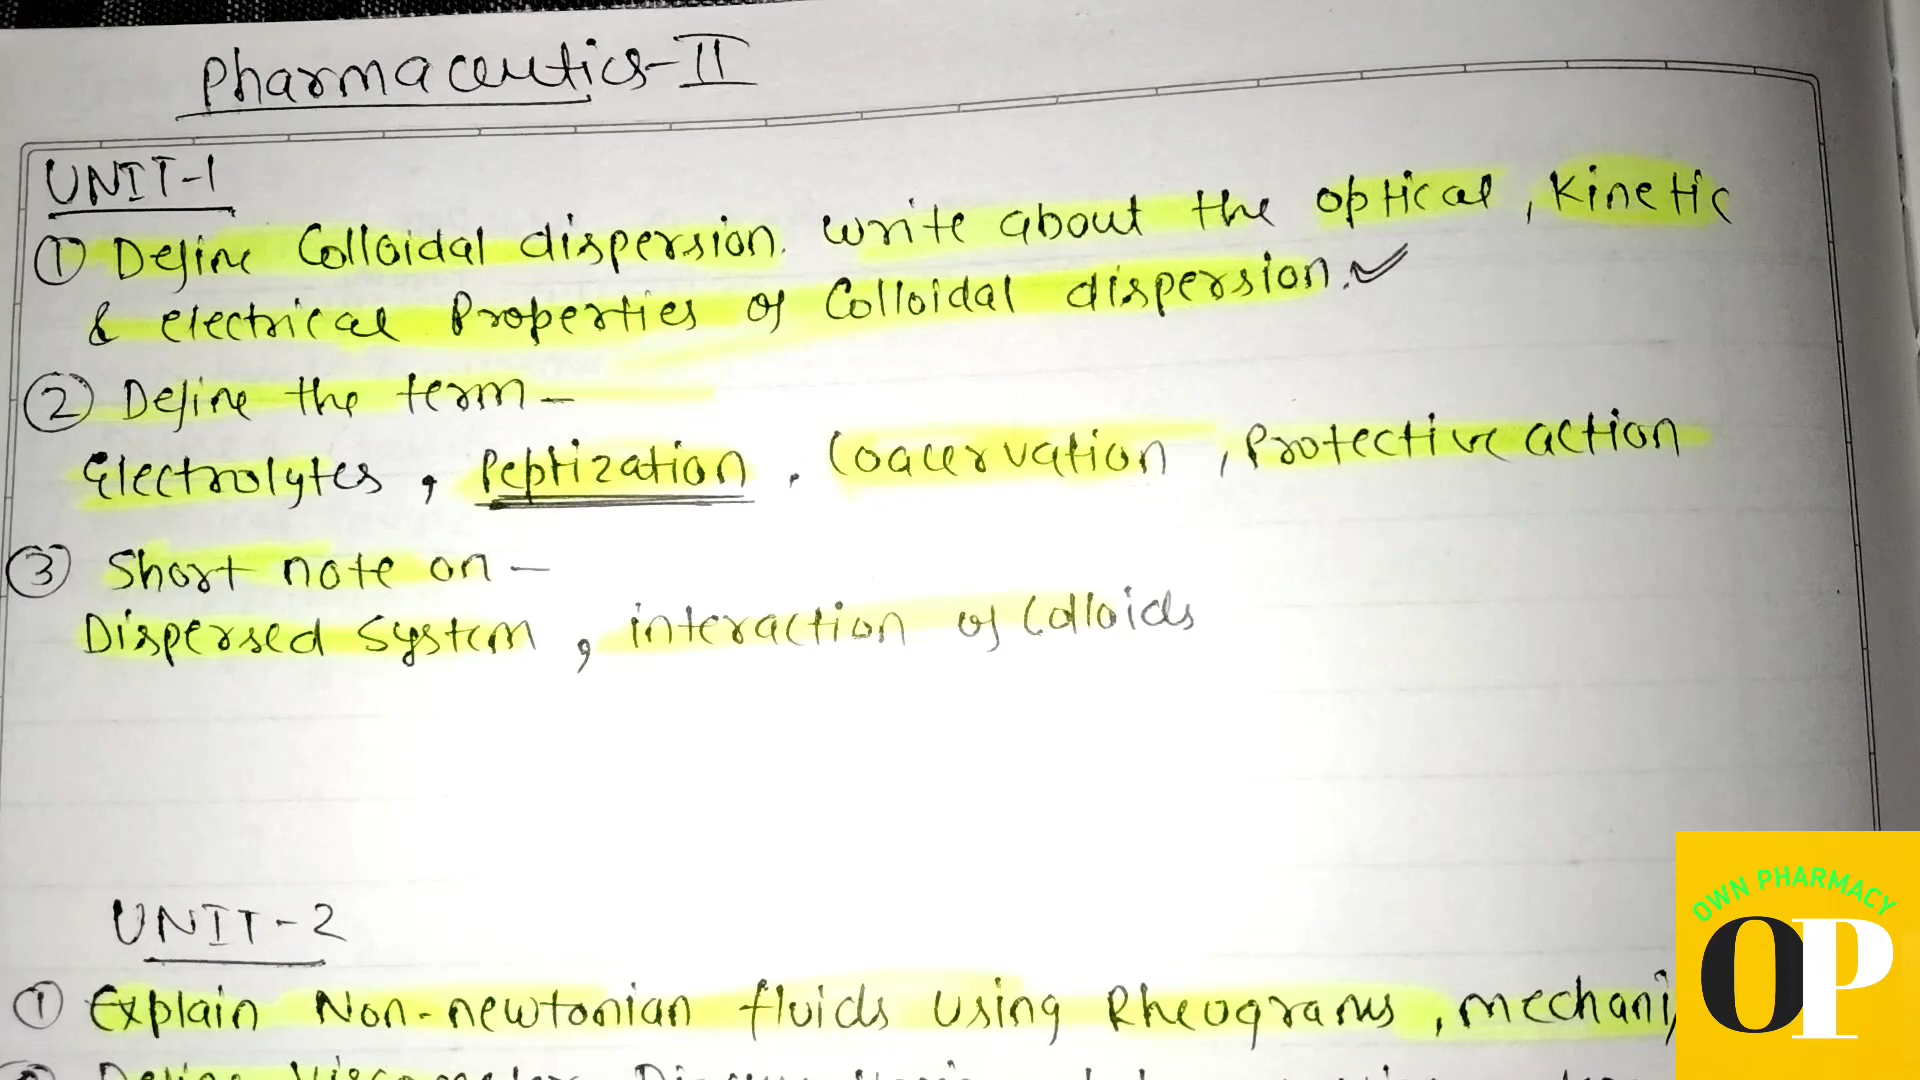 Pharmaceutics-II
UNIT-1
① Define Colloidal dispersion. Write about the optical, Kinetic
& electrical Properties of Colloidal dispersion.
② Define the term -
Electrolytes, Peptization, Coacervation, Protective action
③ Short note on -
Dispersed System, interaction of Colloids
UNIT-2
① Explain Non-newtonian fluids using Rheograms, mechani
OWN PHARMACY
OP